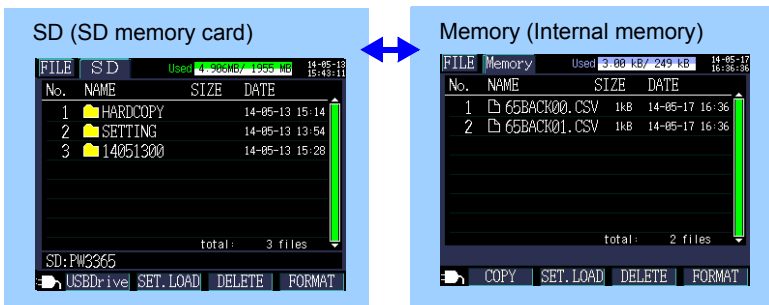 SD (SD memory card)
FILE SD Used 4.906MB/ 1955 MB 14-05-13 15:43:11
No. NAME SIZE DATE
1 HARDCOPY 14-05-13 15:14
2 SETTING 14-05-13 13:54
3 14051300 14-05-13 15:28
total: 3 files
SD:PW3365
USBDrive SET.LOAD DELETE FORMAT
Memory (Internal memory)
FILE Memory Used 3.00 kB/ 249 kB 14-05-17 16:36:36
No. NAME SIZE DATE
1 65BACK00.CSV 1kB 14-05-17 16:36
2 65BACK01.CSV 1kB 14-05-17 16:36
total: 2 files
COPY SET.LOAD DELETE FORMAT